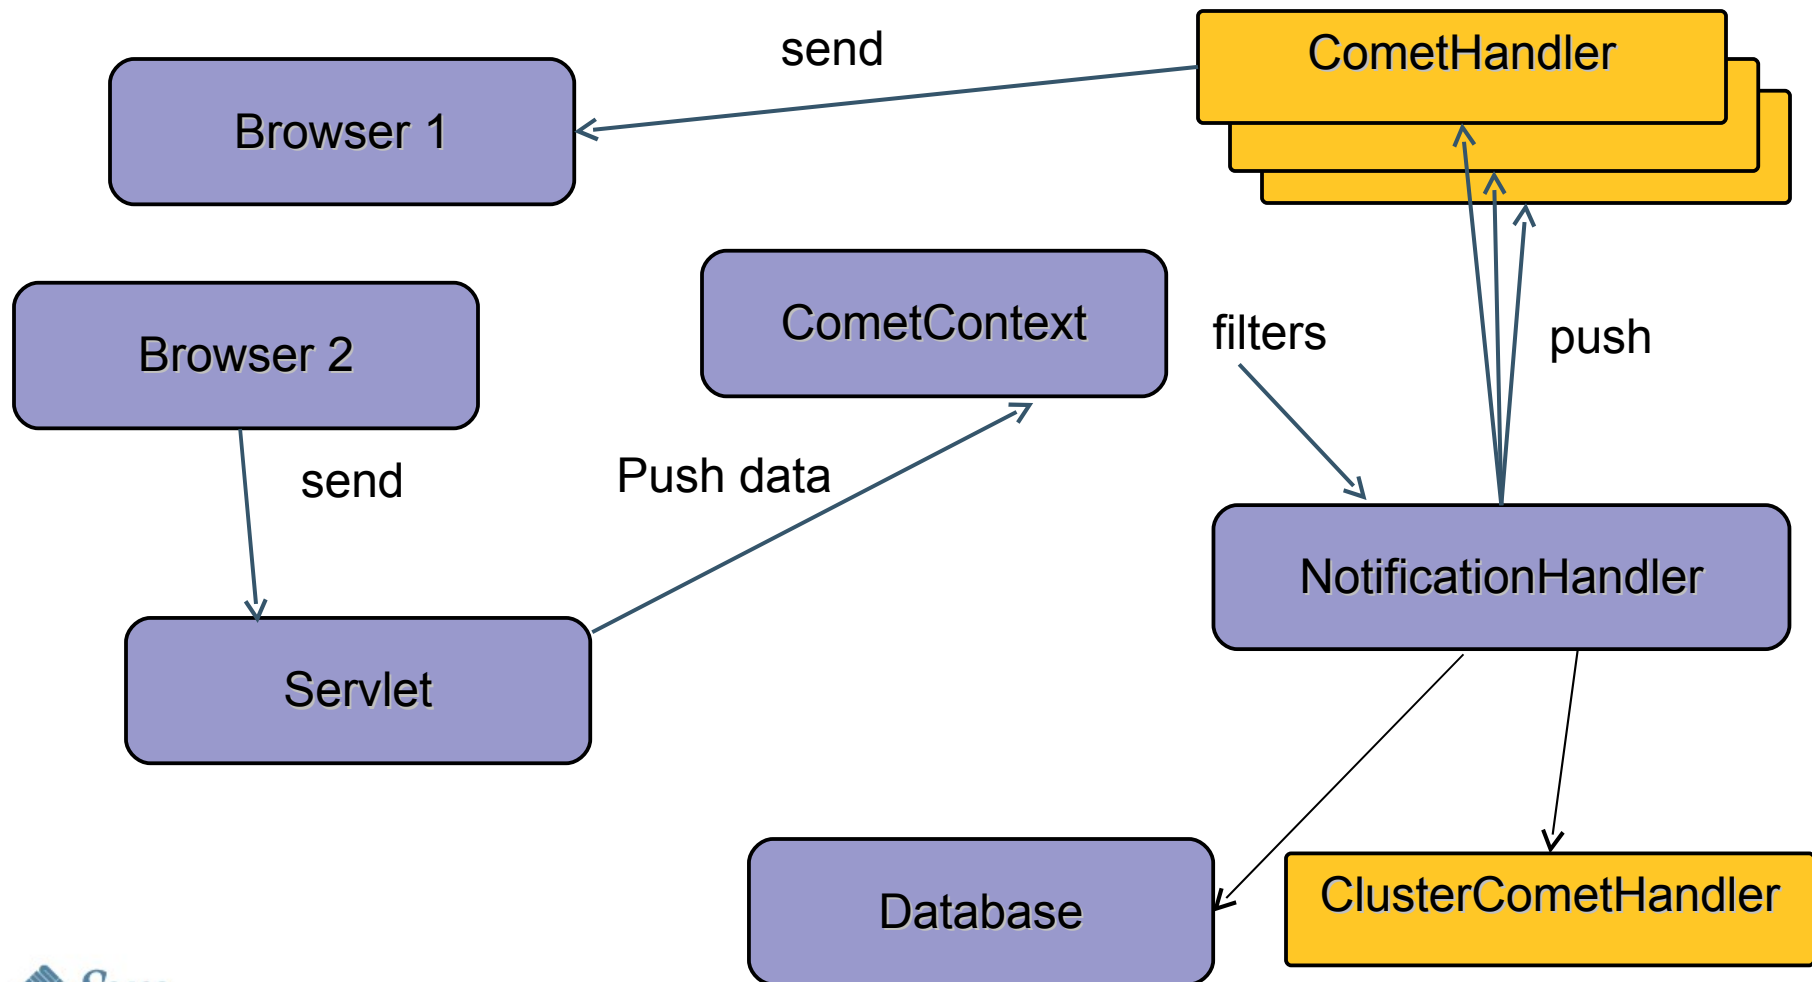 send
CometHandler
Browser 1
CometContext
filters
push
Browser 2
send
Push data
NotificationHandler
Servlet
Database
ClusterCometHandler